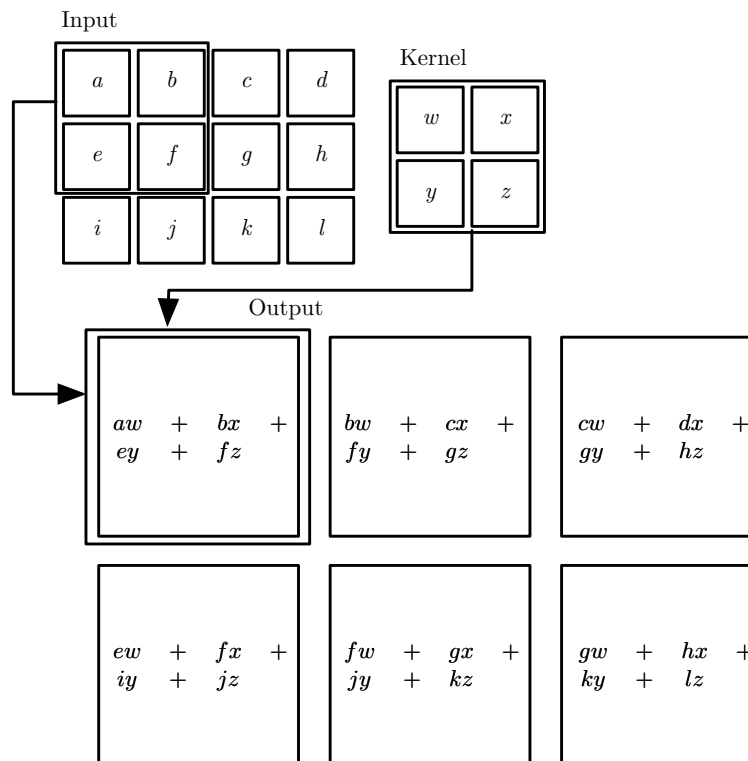 Input
Kernel
a b c d
w x
e f g h
y z
i j k l
Output
aw + bx +
ey + fz
bw + cx +
fy + gz
cw + dx +
gy + hz
ew + fx +
iy + jz
fw + gx +
jy + kz
gw + hx +
ky + lz